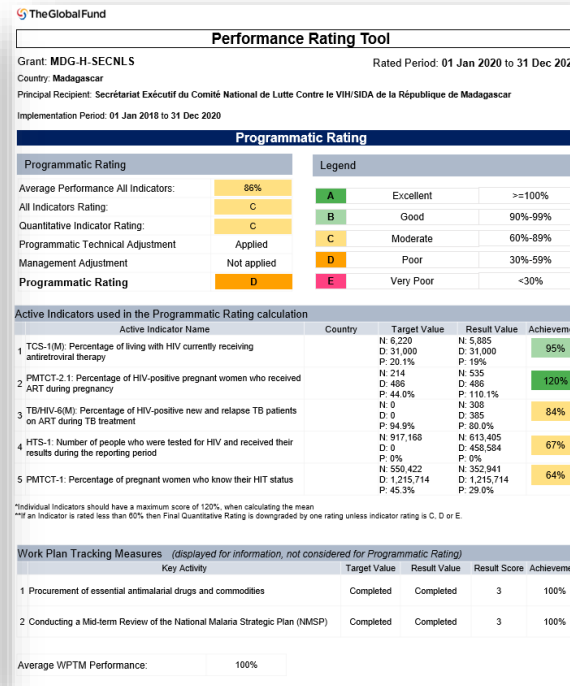 TheGlobalFund
Performance Rating Tool
Grant: MDG-H-SECNLS
Rated Period: 01 Jan 2020 to 31 Dec 202
Country: Madagascar
Principal Recipient: Secrétariat Exécutif du Comité National de Lutte Contre le VIH/SIDA de la République de Madagascar
Implementation Period: 01 Jan 2018 to 31 Dec 2020
Programmatic Rating
Programmatic Rating
Average Performance All Indicators: 86%
All Indicators Rating: C
Quantitative Indicator Rating: C
Programmatic Technical Adjustment Applied
Management Adjustment Not applied
Programmatic Rating D
Legend
A Excellent >=100%
B Good 90%-99%
C Moderate 60%-89%
D Poor 30%-59%
E Very Poor <30%
Active Indicators used in the Programmatic Rating calculation
Active Indicator Name Country Target Value Result Value Achieveme
1 TCS-1(M): Percentage of living with HIV currently receiving
antiretroviral therapy
N: 6,220 N: 5,885
D: 31,000 D: 31,000
P: 20.1% P: 19%
95%
2 PMTCT-2.1: Percentage of HIV-positive pregnant women who received
ART during pregnancy
N: 214 N: 535
D: 486 D: 486
P: 44.0% P: 110.1%
120%
3 TB/HIV-6(M): Percentage of HIV-positive new and relapse TB patients
on ART during TB treatment
N: 0 N: 308
D: 0 D: 385
P: 94.9% P: 80.0%
84%
4 HTS-1: Number of people who were tested for HIV and received their
results during the reporting period
N: 917,168 N: 613,405
D: 0 D: 458,584
P: 0% P: 0%
67%
5 PMTCT-1: Percentage of pregnant women who know their HIT status
N: 550,422 N: 352,941
D: 1,215,714 D: 1,215,714
P: 45.3% P: 29.0%
64%
*Individual Indicators should have a maximum score of 120%, when calculating the mean
**If an Indicator is rated less than 60% then Final Quantitative Rating is downgraded by one rating unless indicator rating is C, D or E.
Work Plan Tracking Measures (displayed for information, not considered for Programmatic Rating)
Key Activity Target Value Result Value Result Score Achieveme
1 Procurement of essential antimalarial drugs and commodities Completed Completed 3 100%
2 Conducting a Mid-term Review of the National Malaria Strategic Plan (NMSP) Completed Completed 3 100%
Average WPTM Performance: 100%